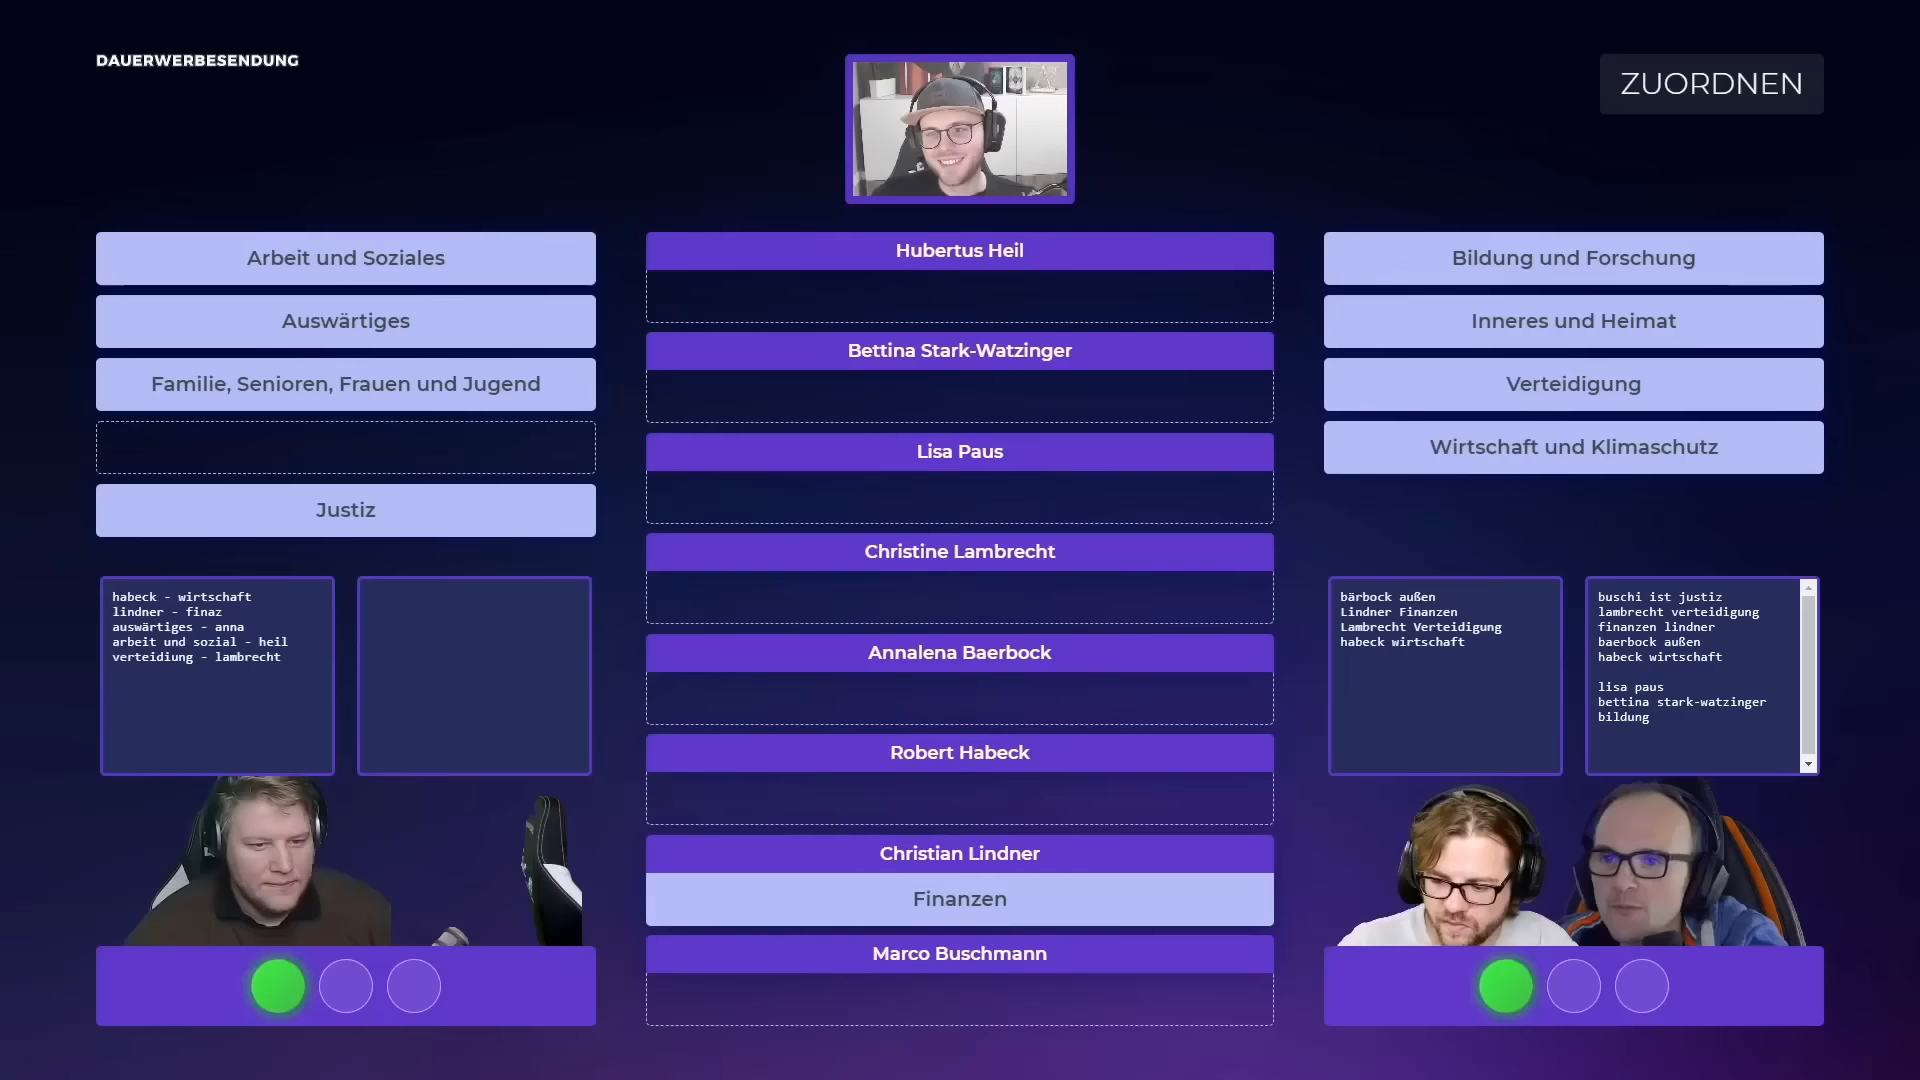 DAUERWERBESENDUNG
ZUORDNEN
Arbeit und Soziales
Auswärtiges
Familie, Senioren, Frauen und Jugend
Justiz
Hubertus Heil
Bettina Stark-Watzinger
Lisa Paus
Christine Lambrecht
Annalena Baerbock
Robert Habeck
Christian Lindner
Finanzen
Marco Buschmann
Bildung und Forschung
Inneres und Heimat
Verteidigung
Wirtschaft und Klimaschutz
habeck - wirtschaft
lindner - finaz
auswärtiges - anna
arbeit und sozial - heil
verteidiung - lambrecht
bärbock außen
Lindner Finanzen
Lambrecht Verteidigung
habeck wirtschaft
buschi ist justiz
lambrecht verteidigung
finanzen lindner
baerbock außen
habeck wirtschaft
lisa paus
bettina stark-watzinger
bildung